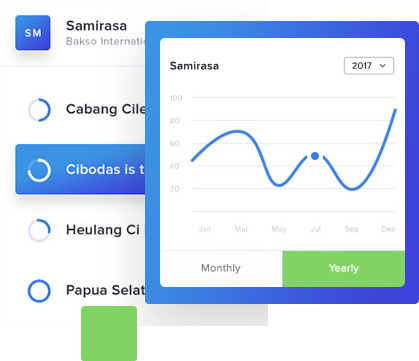 SM
Samirasa
Bakso Internatio
Cabang Cile
Cibodas is t
Heulang Ci
Papua Selat
Samirasa
2017
100
80
60
40
20
Jan Mar May Jul Sep Dec
Monthly Yearly